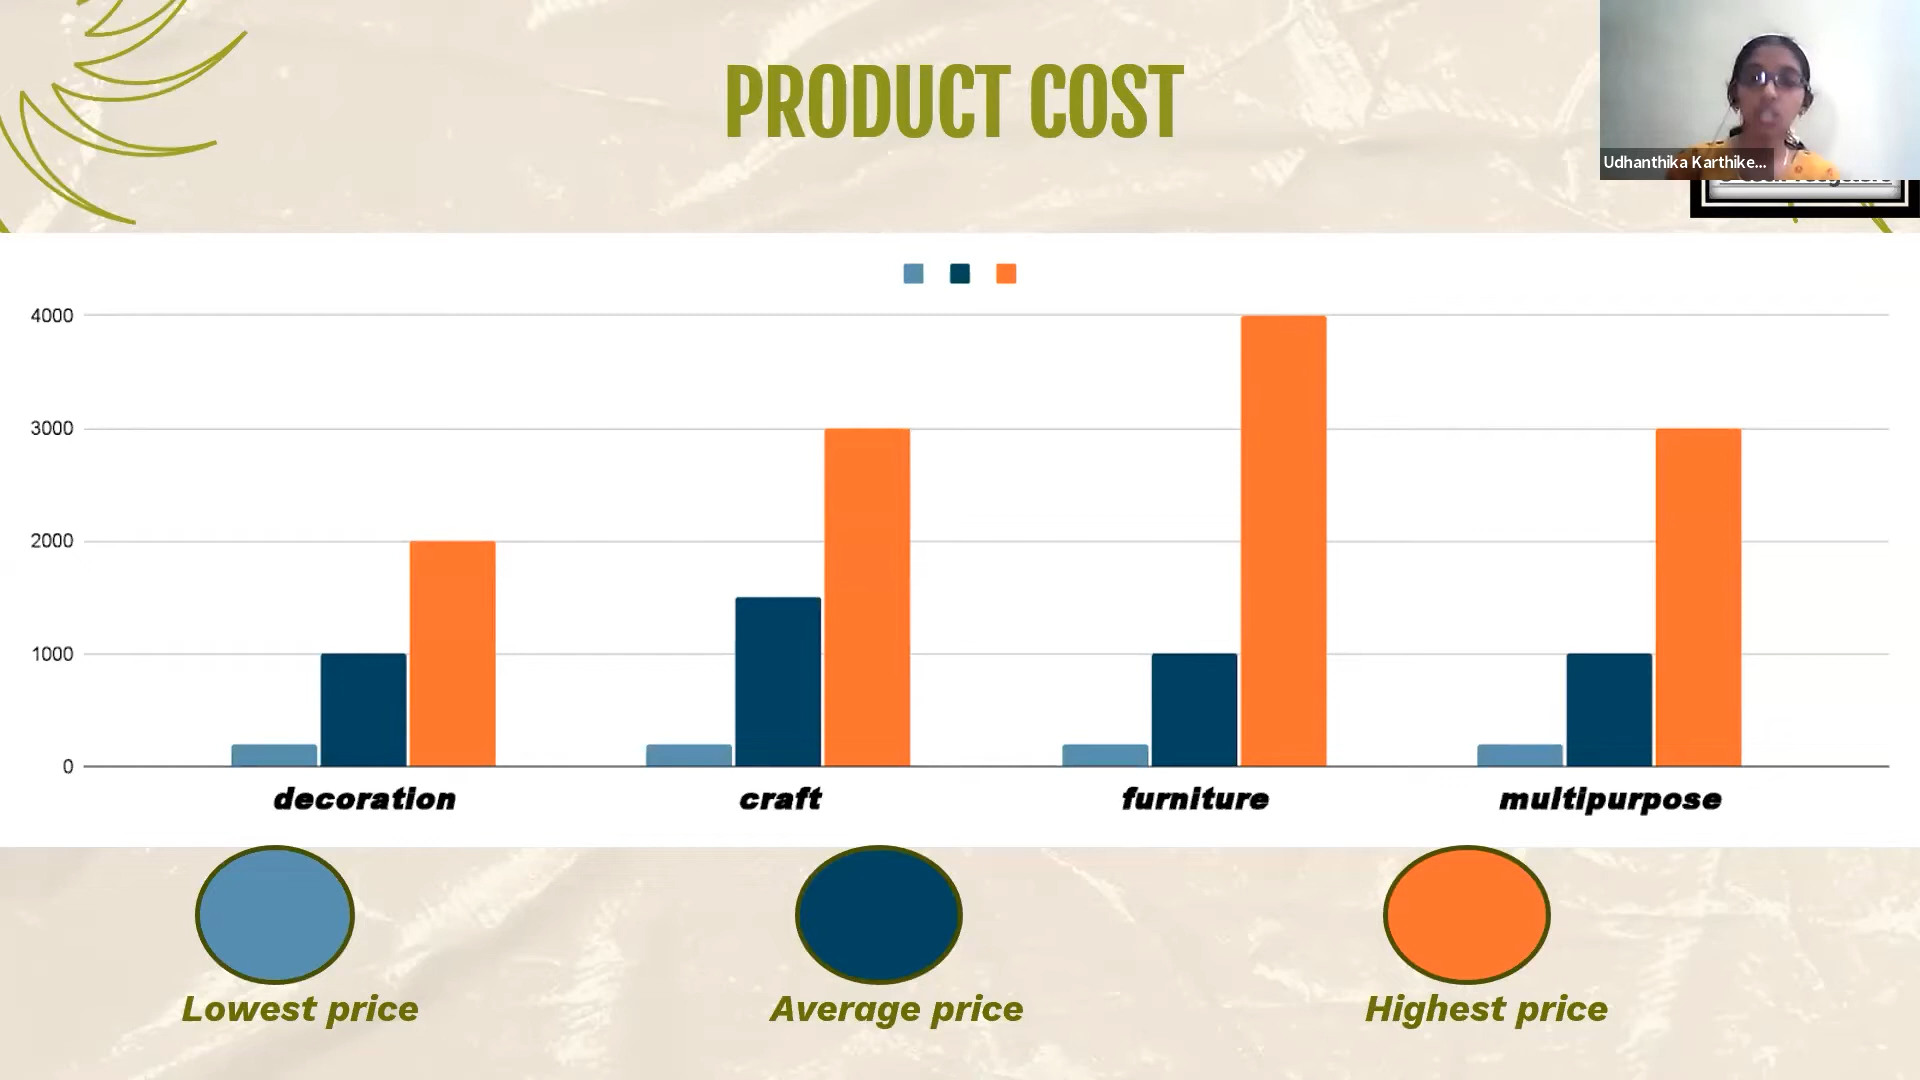 PRODUCT COST
Udhanthika Karthike...
4000
3000
2000
1000
0
decoration craft furniture multipurpose
Lowest price Average price Highest price